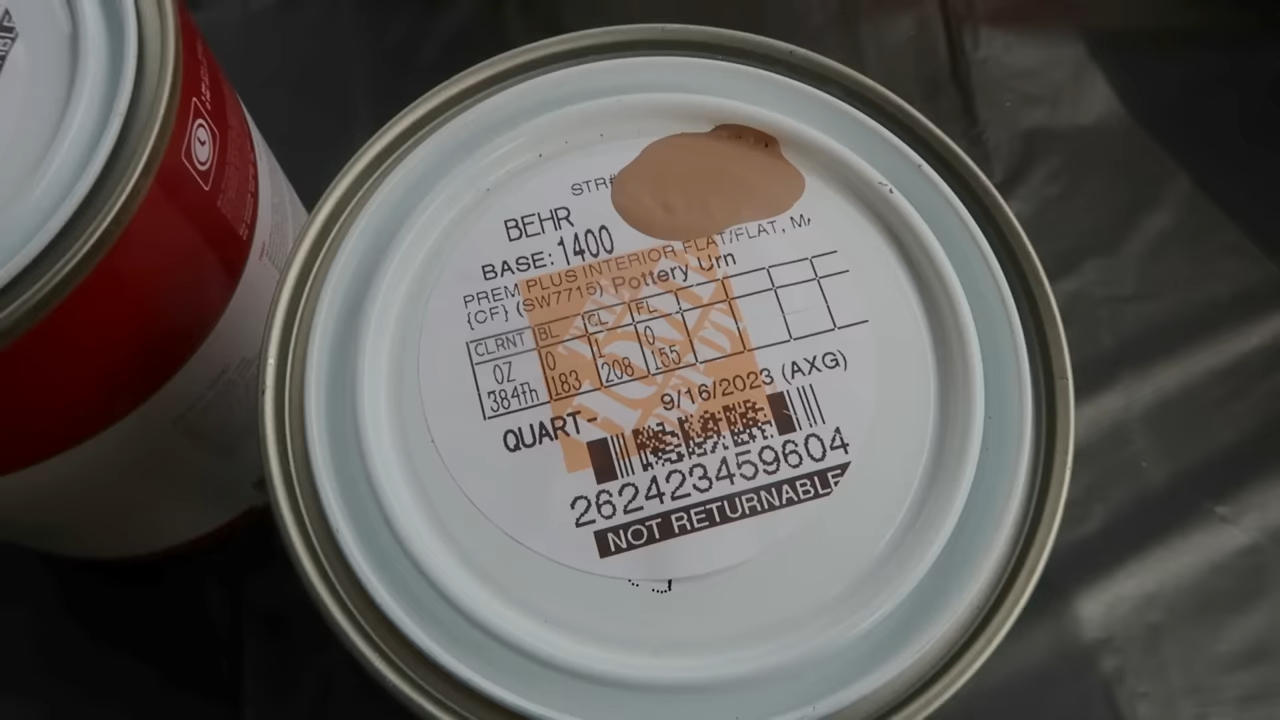 STR#
BEHR
BASE: 1400
PREM PLUS INTERIOR FLAT/FLAT, M
{CF} (SW7715) Pottery Urn
CLRNT BL CL FL
OZ 0 1 0
384th 183 208 155
QUART- 9/16/2023 (AXG)
262423459604
NOT RETURNABLE